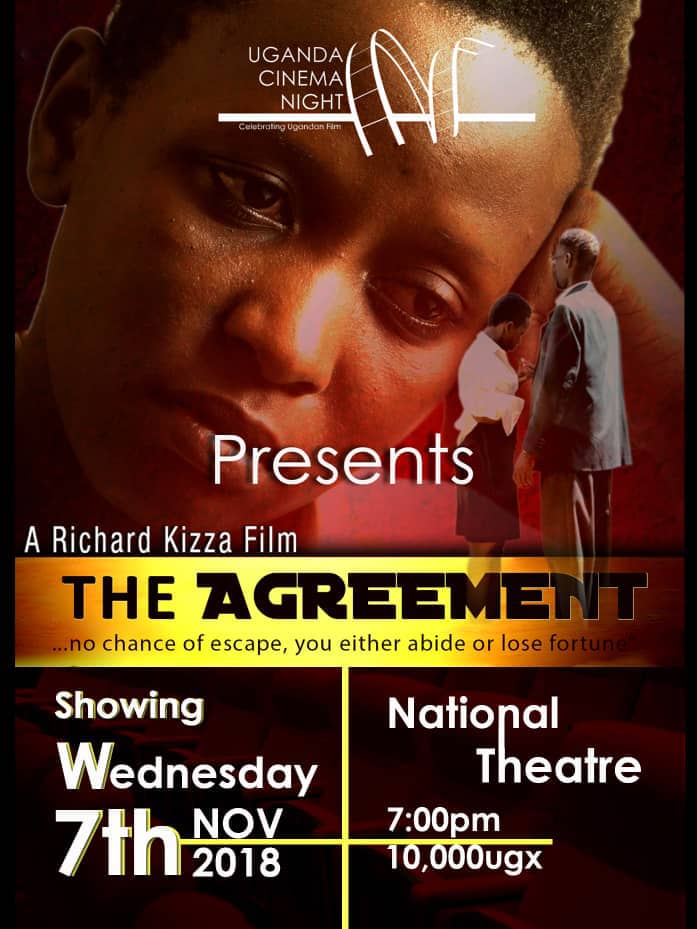 UGANDA
CINEMA
NIGHT
Celebrating Ugandan Film
Presents
A Richard Kizza Film
THE AGREEMENT
...no chance of escape, you either abide or lose fortune"
Showing
Wednesday
7th NOV
2018
National
Theatre
7:00pm
10,000ugx